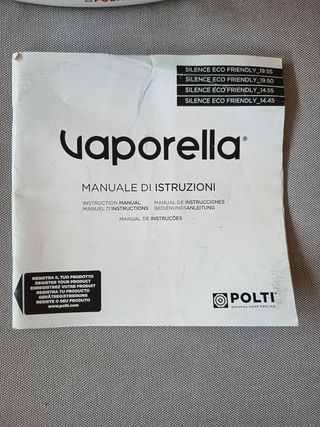 SILENCE ECO FRIENDLY_19.55
SILENCE ECO FRIENDLY_19.50
SILENCE ECO FRIENDLY_14.55
SILENCE ECO FRIENDLY_14.45
vaporella®
MANUALE DI ISTRUZIONI
INSTRUCTION MANUAL MANUAL DE INSTRUCCIONES
MANUEL D'INSTRUCTIONS BEDIENUNGSANLEITUNG
MANUAL DE INSTRUÇÕES
REGISTRA IL TUO PRODOTTO
REGISTER YOUR PRODUCT
ENREGISTREZ VOTRE PRODUIT
REGISTRA TU PRODUCTO
GERÄTREGISTRIERUNG
REGISTE O SEU PRODUTO
www.polti.com
POLTI
NATURAL HOME FEELING